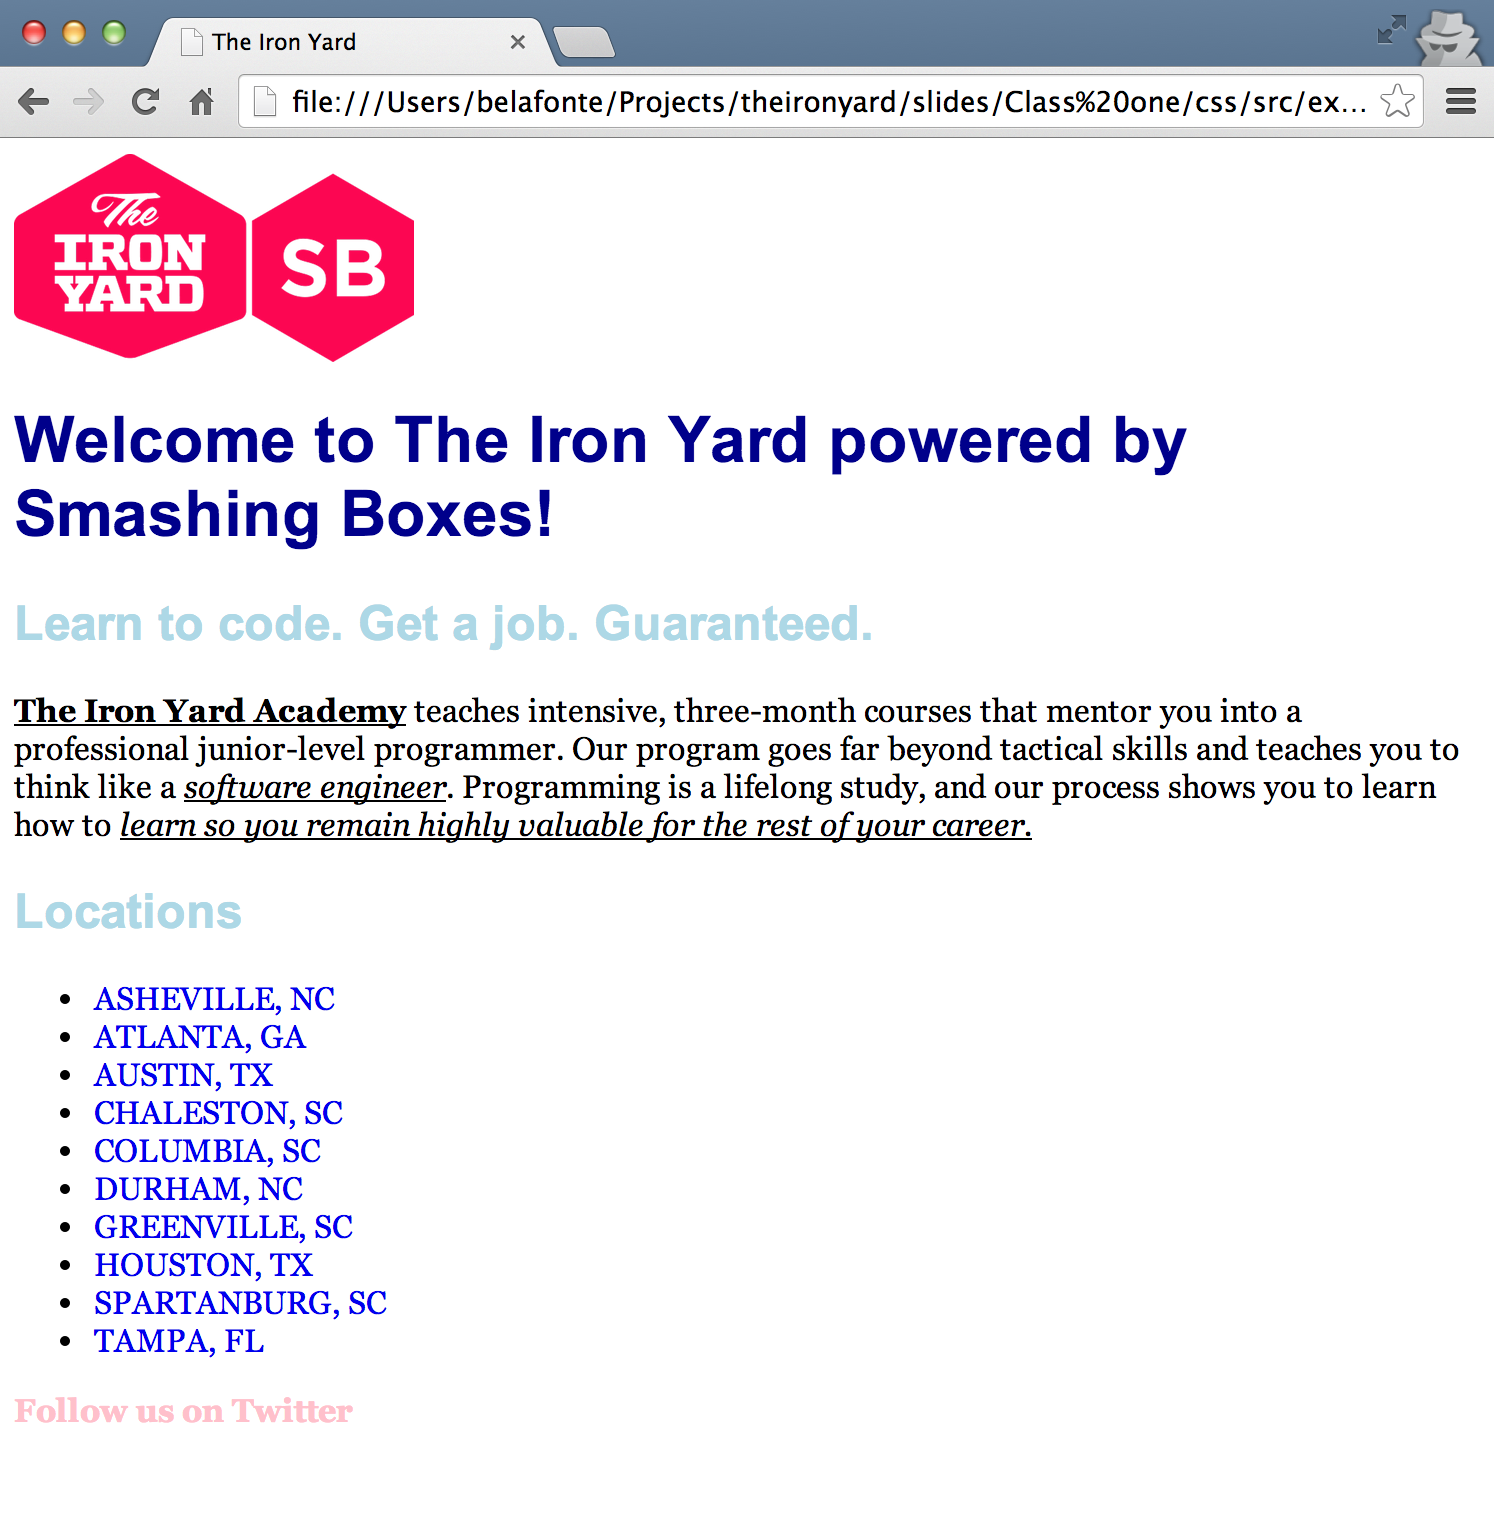 The Iron Yard
file:///Users/belafonte/Projects/theironyard/slides/Class%20one/css/src/ex...
The
IRON
YARD
SB
Welcome to The Iron Yard powered by
Smashing Boxes!
Learn to code. Get a job. Guaranteed.
The Iron Yard Academy teaches intensive, three-month courses that mentor you into a
professional junior-level programmer. Our program goes far beyond tactical skills and teaches you to
think like a software engineer. Programming is a lifelong study, and our process shows you to learn
how to learn so you remain highly valuable for the rest of your career.
Locations
• ASHEVILLE, NC
• ATLANTA, GA
• AUSTIN, TX
• CHALESTON, SC
• COLUMBIA, SC
• DURHAM, NC
• GREENVILLE, SC
• HOUSTON, TX
• SPARTANBURG, SC
• TAMPA, FL
Follow us on Twitter